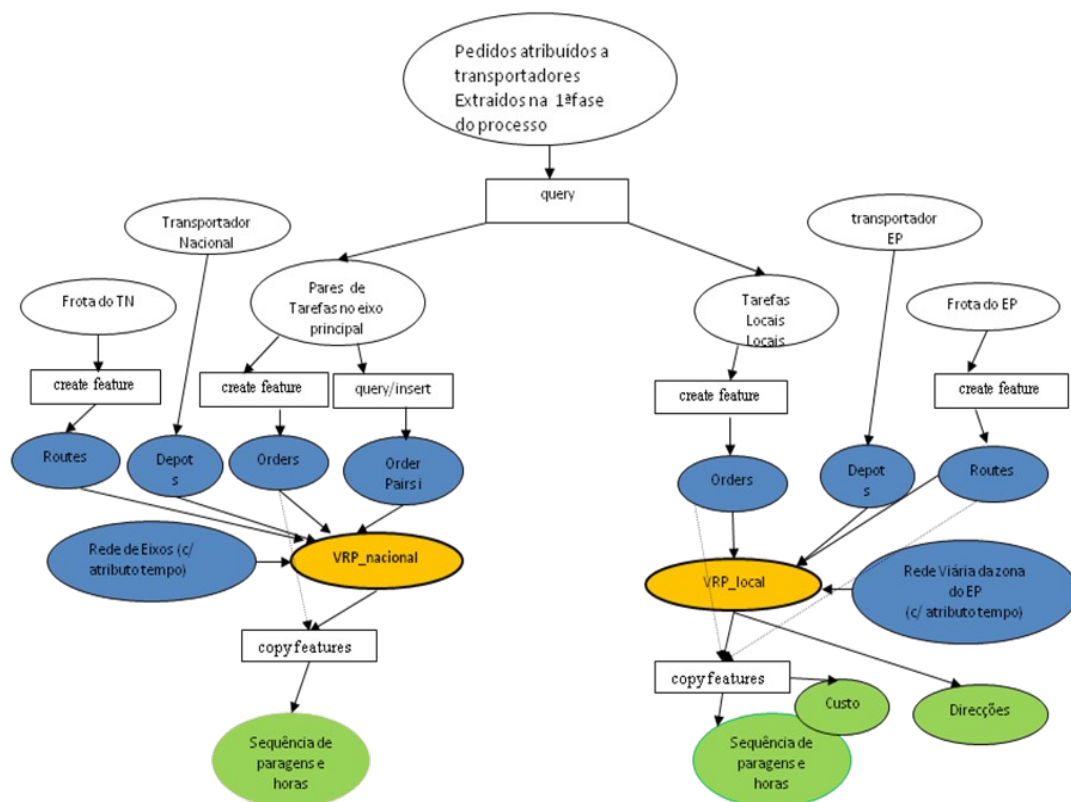 Pedidos atribuidos a
transportadores
Extraidos na 1ªfase
do processo
query
Transportador
Nacional
transportador
EP
Frota do TN
Pares de
Tarefas no eixo
principal
Tarefas
Locais
Locais
Frota do EP
create feature
create feature
query/insert
create feature
create feature
Routes
Depot
s
Orders
Order
Pairs i
Orders
Depot
s
Routes
Rede de Eixos (c/
atributo tempo)
VRP_nacional
VRP_local
Rede Viária da zona
do EP
(c/ atributo tempo)
copy features
copy features
Custo
Direcções
Sequência de
paragens e
horas
Sequência de
paragens e
horas